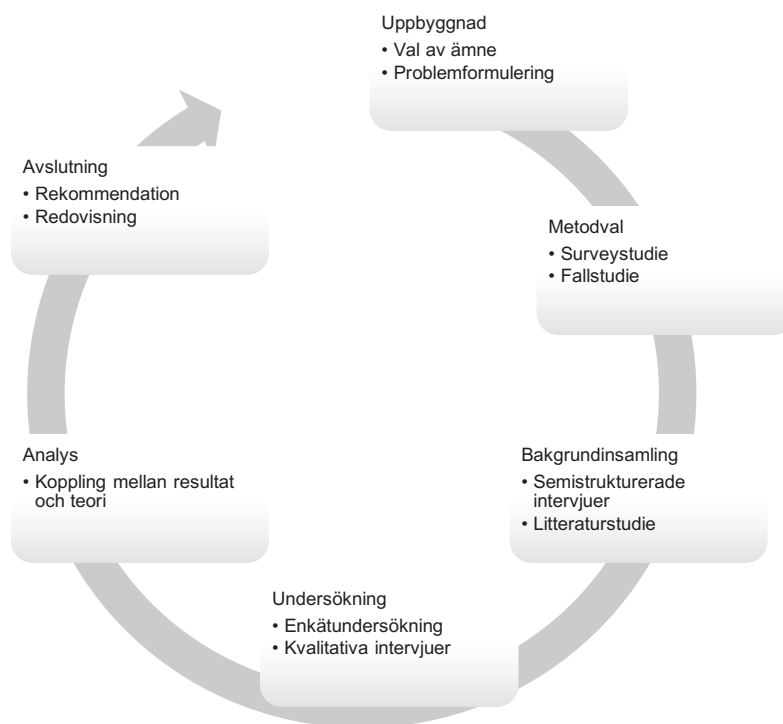 Uppbyggnad
• Val av ämne
• Problemformulering
Metodval
• Surveystudie
• Fallstudie
Bakgrundinsamling
• Semistrukturerade
intervjuer
• Litteraturstudie
Undersökning
• Enkätundersökning
• Kvalitativa intervjuer
Analys
• Koppling mellan resultat
och teori
Avslutning
• Rekommendation
• Redovisning